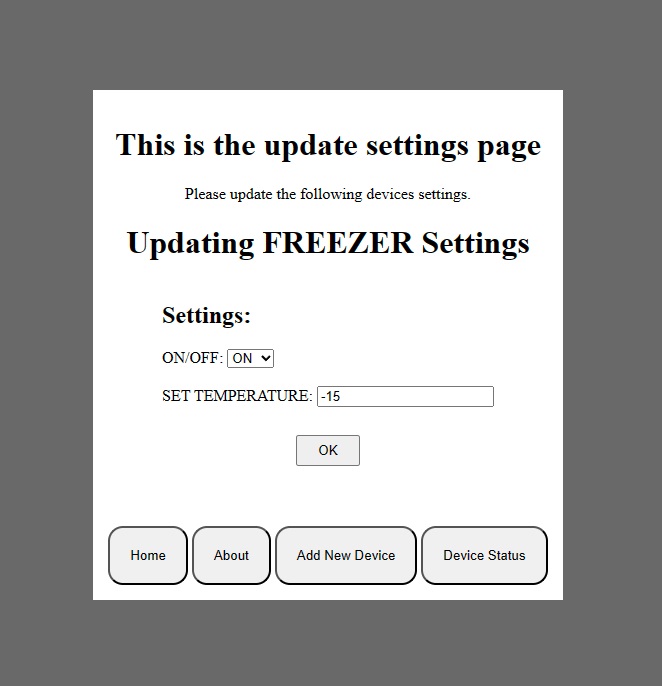 This is the update settings page
Please update the following devices settings.
Updating FREEZER Settings
Settings:
ON/OFF: ON
SET TEMPERATURE: -15
OK
Home About Add New Device Device Status